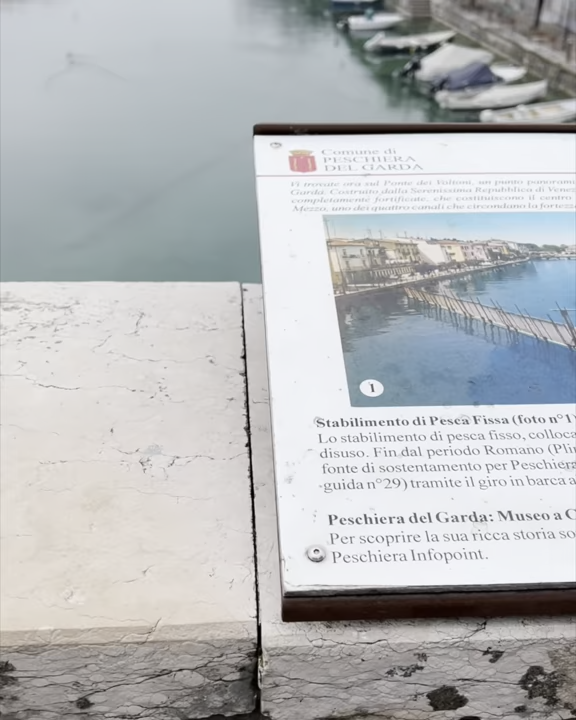 Comune di
PESCHIERA
DEL GARDA
Vi trovate ora sul Ponte dei Voltoni, un punto panoram
Garda. Costruito dalla Serenissima Repubblica di Vene
completamente fortificate, che costituiscono il centro
Mezzo, uno dei quattro canali che circondano la fortezz
1
Stabilimento di Pesca Fissa (foto n°1)
Lo stabilimento di pesca fisso, colloca
disuso. Fin dal periodo Romano (Plin
fonte di sostentamento per Peschiera
guida n°29) tramite il giro in barca a
Peschiera del Garda: Museo a C
Per scoprire la sua ricca storia so
Peschiera Infopoint.